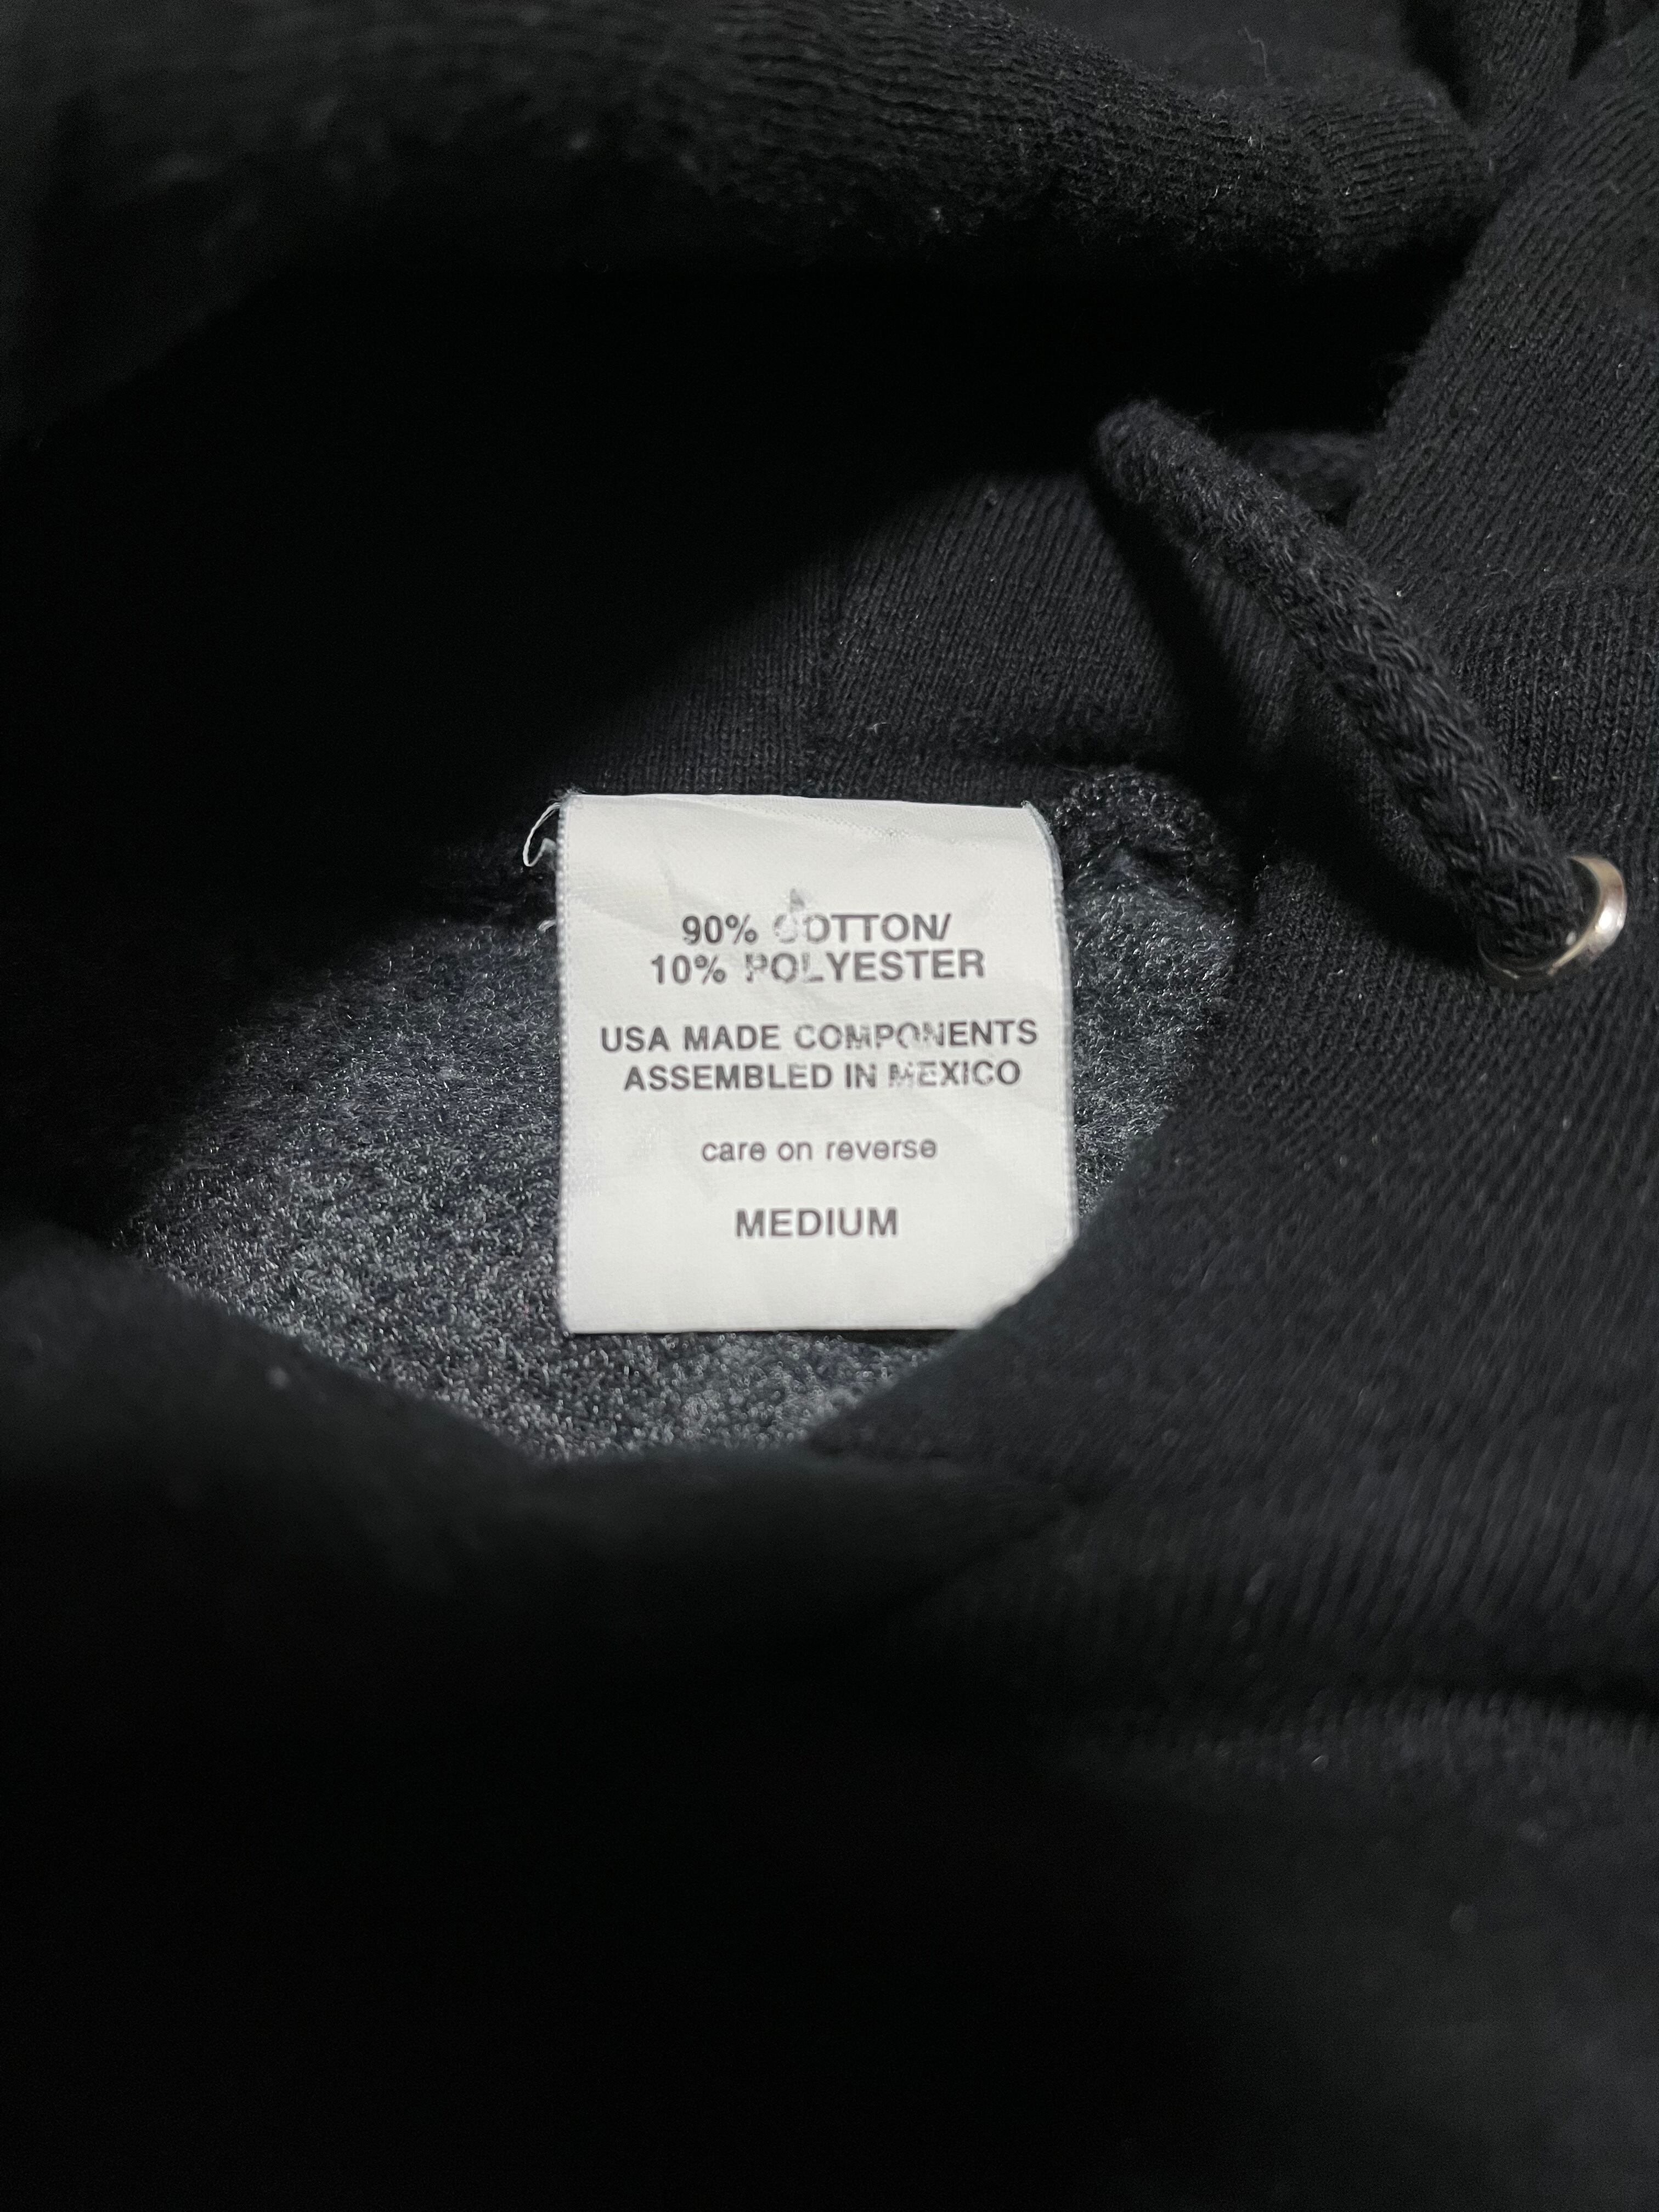 90% COTTON/
10% POLYESTER
USA MADE COMPONENTS
ASSEMBLED IN MEXICO
care on reverse
MEDIUM